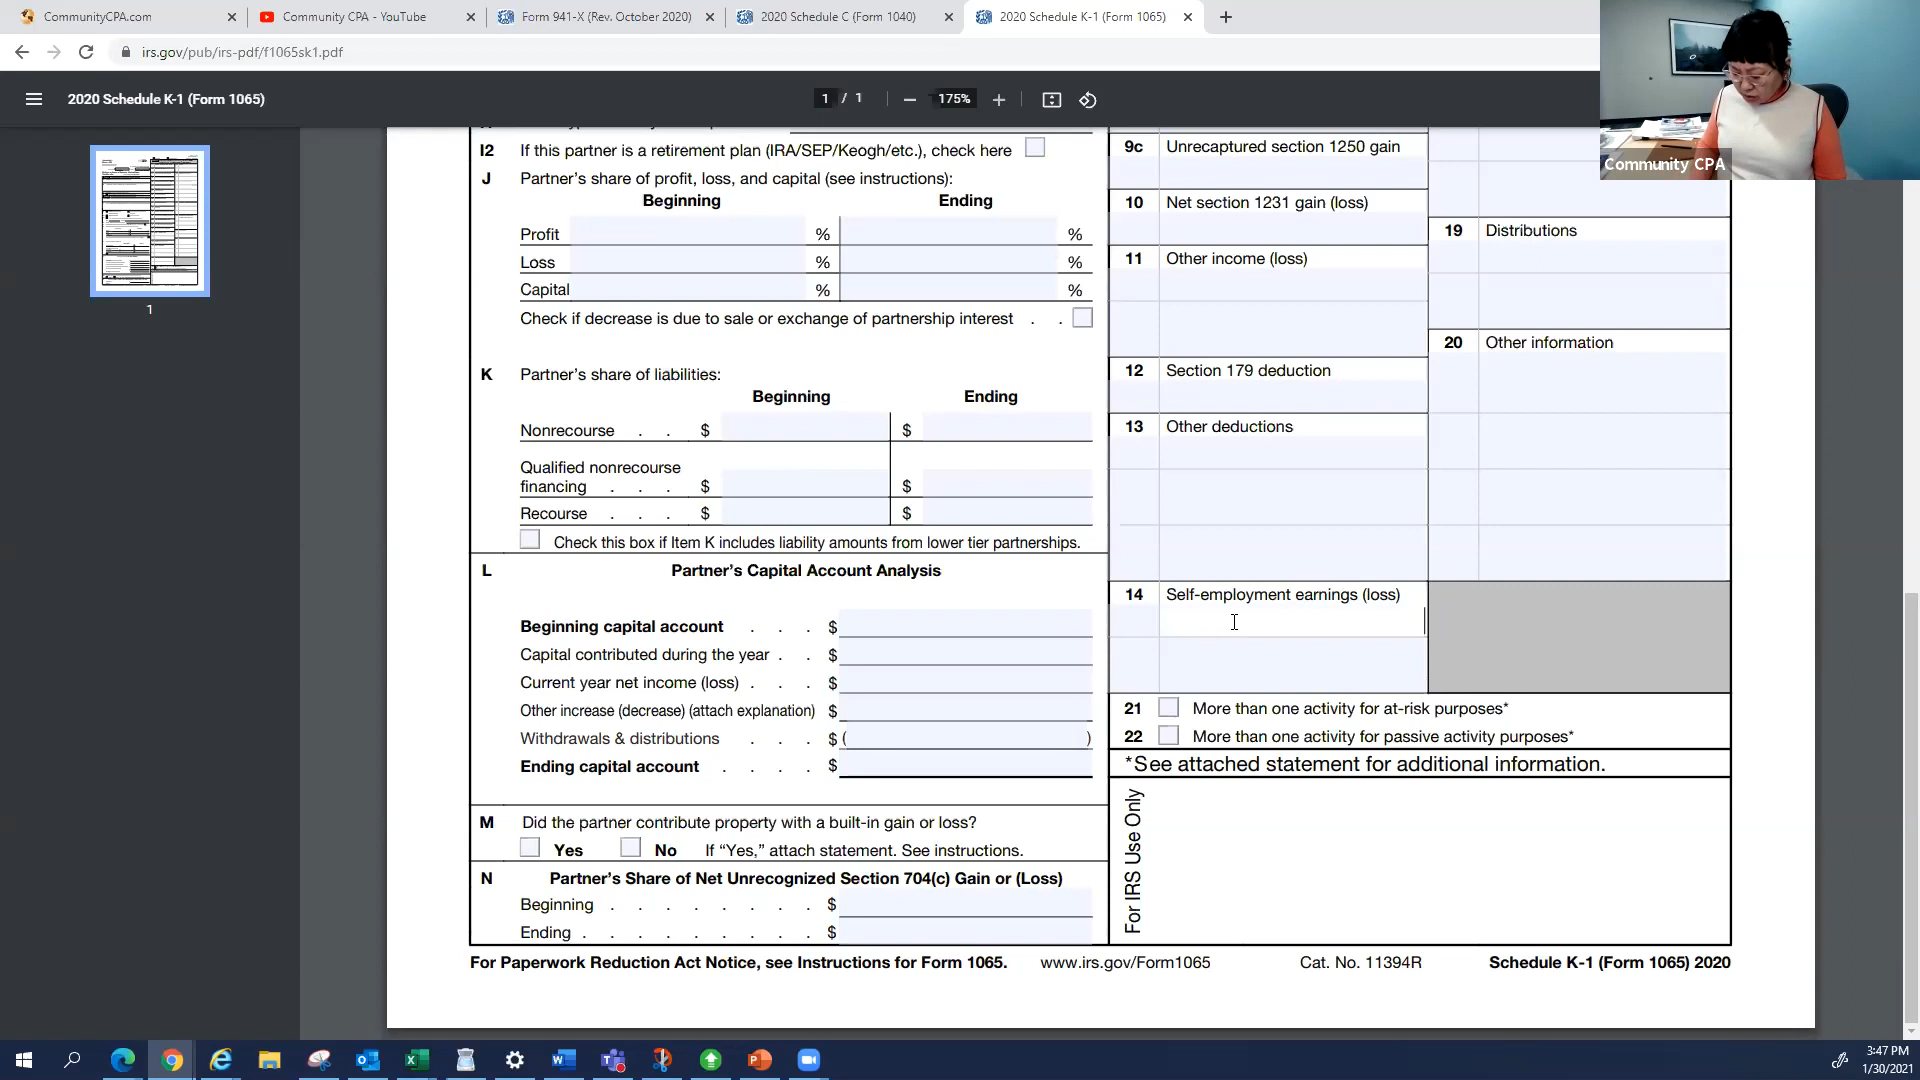 CommunityCPA.com
Community CPA - YouTube
Form 941-X (Rev. October 2020)
2020 Schedule C (Form 1040)
2020 Schedule K-1 (Form 1065)
irs.gov/pub/irs-pdf/f1065sk1.pdf
2020 Schedule K-1 (Form 1065)
1 / 1
175%
Community CPA
1
I2 If this partner is a retirement plan (IRA/SEP/Keogh/etc.), check here
J Partner's share of profit, loss, and capital (see instructions):
Beginning Ending
Profit % %
Loss % %
Capital % %
Check if decrease is due to sale or exchange of partnership interest . .
K Partner's share of liabilities:
Beginning Ending
Nonrecourse . . $ $
Qualified nonrecourse
financing . . . $ $
Recourse . . . $ $
Check this box if Item K includes liability amounts from lower tier partnerships.
L Partner's Capital Account Analysis
Beginning capital account . . . $
Capital contributed during the year . . $
Current year net income (loss) . . . $
Other increase (decrease) (attach explanation) $
Withdrawals & distributions . . . $ ( )
Ending capital account . . . . $
M Did the partner contribute property with a built-in gain or loss?
Yes No If “Yes,” attach statement. See instructions.
N Partner's Share of Net Unrecognized Section 704(c) Gain or (Loss)
Beginning . . . . . . . . $
Ending . . . . . . . . . $
9c Unrecaptured section 1250 gain
10 Net section 1231 gain (loss)
11 Other income (loss)
12 Section 179 deduction
13 Other deductions
14 Self-employment earnings (loss)
19 Distributions
20 Other information
21 More than one activity for at-risk purposes*
22 More than one activity for passive activity purposes*
*See attached statement for additional information.
For IRS Use Only
For Paperwork Reduction Act Notice, see Instructions for Form 1065. www.irs.gov/Form1065 Cat. No. 11394R Schedule K-1 (Form 1065) 2020
3:47 PM
1/30/2021